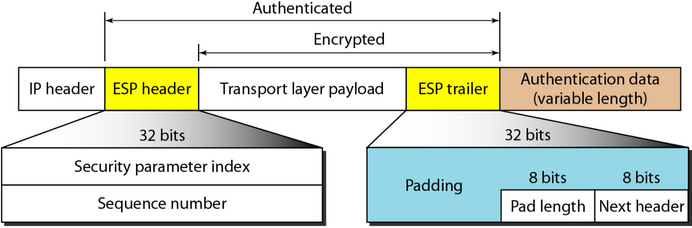 Authenticated
Encrypted
IP header ESP header Transport layer payload ESP trailer Authentication data
(variable length)
32 bits 32 bits
Security parameter index
Sequence number
Padding 8 bits 8 bits
Pad length Next header